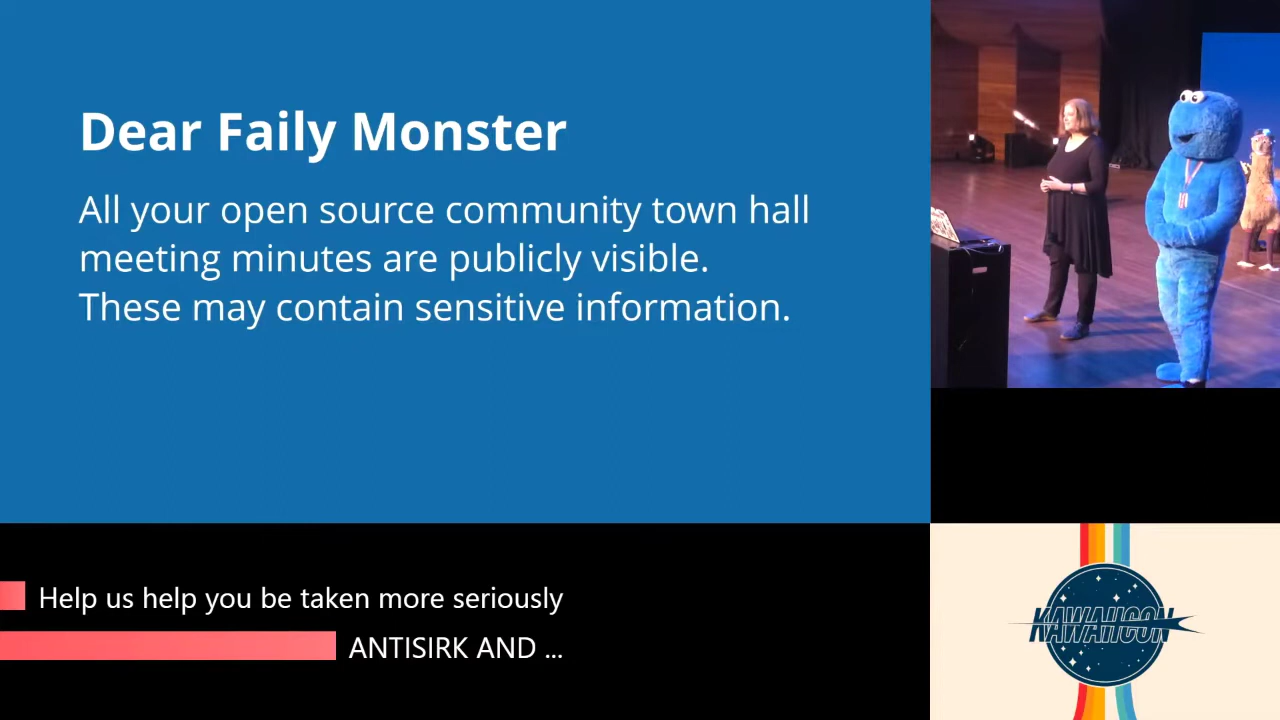 Dear Faily Monster
All your open source community town hall
meeting minutes are publicly visible.
These may contain sensitive information.
Help us help you be taken more seriously
ANTISIRK AND ...
KAWAIICON